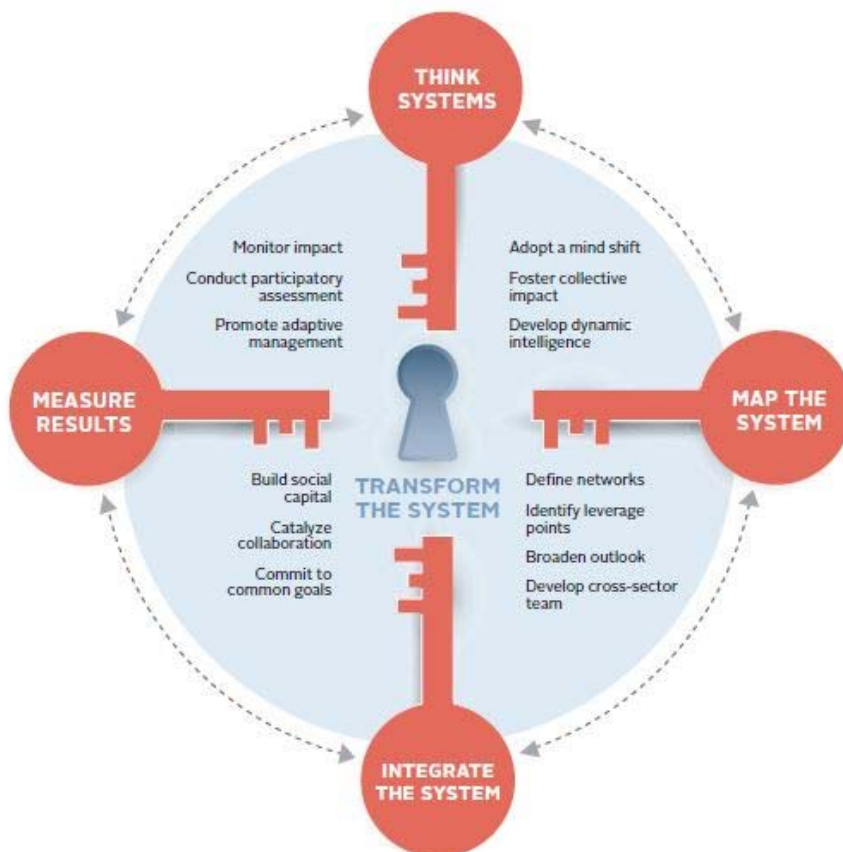 THINK
SYSTEMS
Monitor impact
Conduct participatory
assessment
Promote adaptive
management
Adopt a mind shift
Foster collective
impact
Develop dynamic
intelligence
MEASURE
RESULTS
MAP THE
SYSTEM
TRANSFORM
THE SYSTEM
Build social
capital
Catalyze
collaboration
Commit to
common goals
Define networks
Identify leverage
points
Broaden outlook
Develop cross-sector
team
INTEGRATE
THE SYSTEM